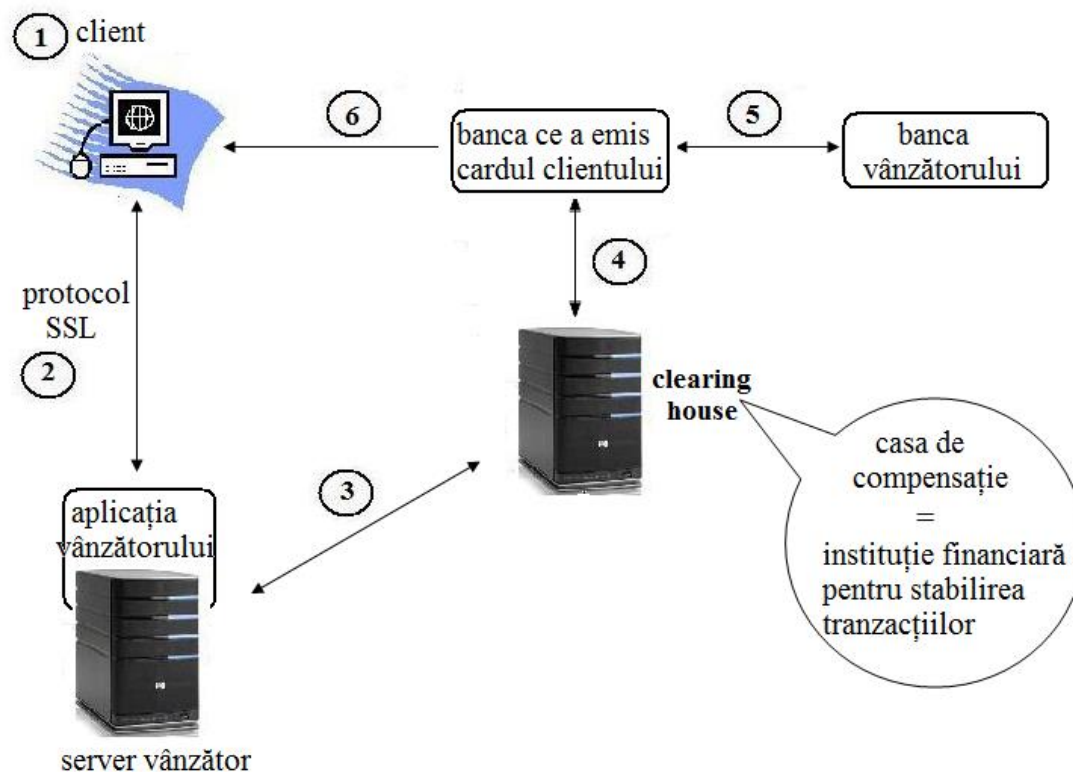 1
client
6
banca ce a emis
cardul clientului
5
banca
vânzătorului
4
protocol
SSL
2
clearing
house
casa de
compensație
=
instituție financiară
pentru stabilirea
tranzacțiilor
3
aplicația
vânzătorului
server vânzător